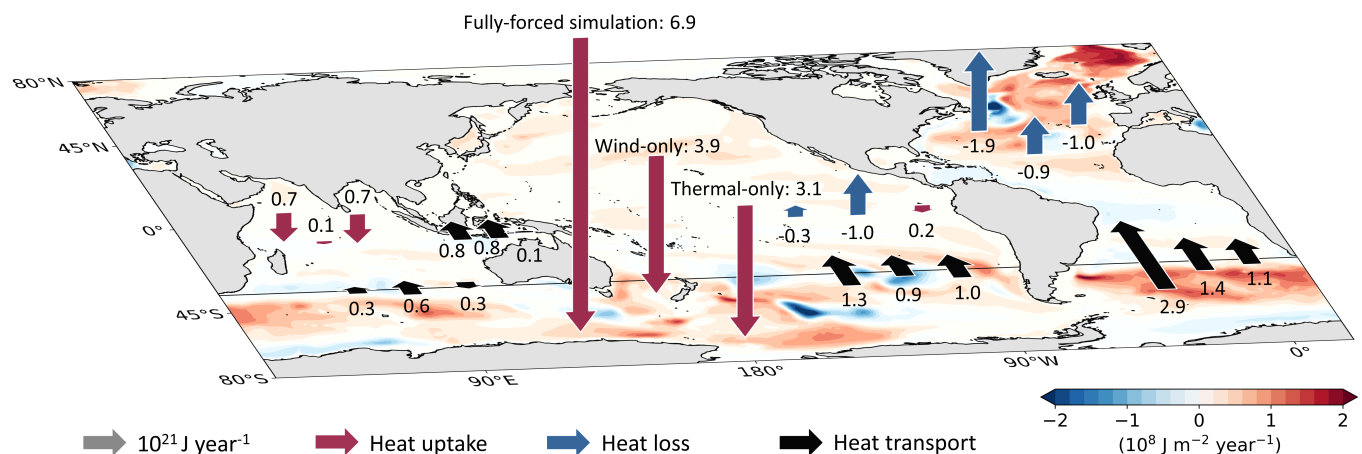 Fully-forced simulation: 6.9
80°N
45°N
Wind-only: 3.9
-1.9
-1.0
-0.9
Thermal-only: 3.1
0.7
0.7
0.1
0°
0.8
0.8
0.1
-0.3
-1.0
0.2
0.3
0.6
0.3
1.3
0.9
1.0
2.9
1.4
1.1
45°S
80°S
90°E
180°
90°W
0°
−2
−1
0
1
2
(10⁸ J m⁻² year⁻¹)
10²¹ J year⁻¹
Heat uptake
Heat loss
Heat transport